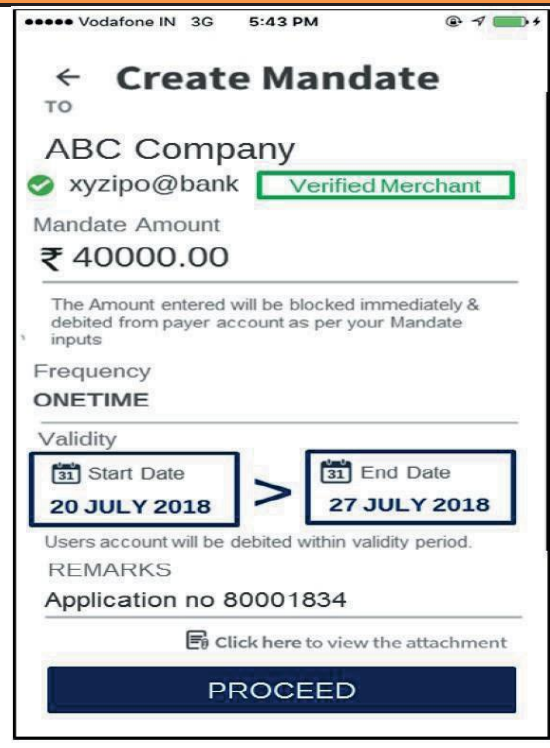 Vodafone IN 3G 5:43 PM
← Create Mandate
TO
ABC Company
xyzipo@bank Verified Merchant
Mandate Amount
₹ 40000.00
The Amount entered will be blocked immediately &
debited from payer account as per your Mandate
inputs
Frequency
ONETIME
Validity
31 Start Date > 31 End Date
20 JULY 2018 27 JULY 2018
Users account will be debited within validity period.
REMARKS
Application no 80001834
Click here to view the attachment
PROCEED